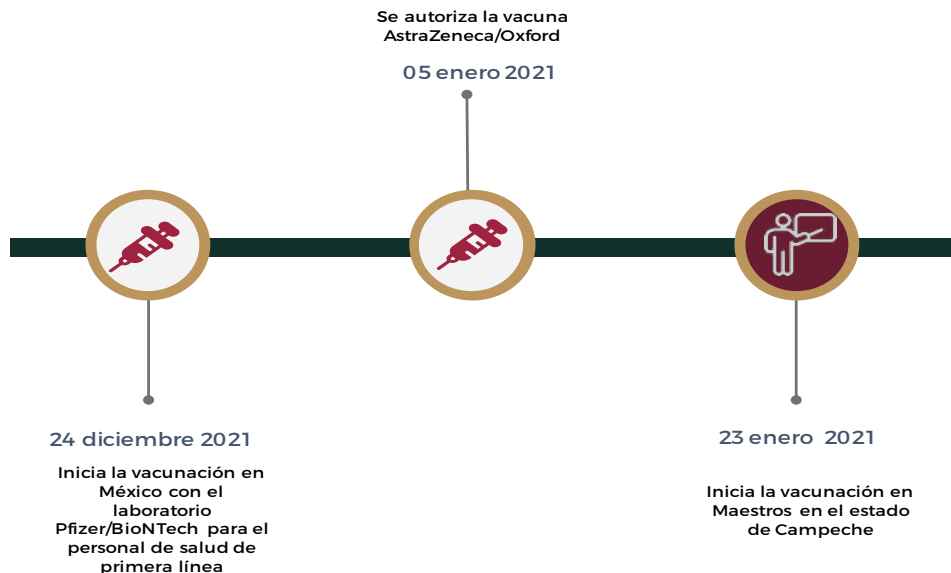 Se autoriza la vacuna
AstraZeneca/Oxford
05 enero 2021
24 diciembre 2021
Inicia la vacunación en
México con el
laboratorio
Pfizer/BioNTech para el
personal de salud de
primera línea
23 enero 2021
Inicia la vacunación en
Maestros en el estado
de Campeche